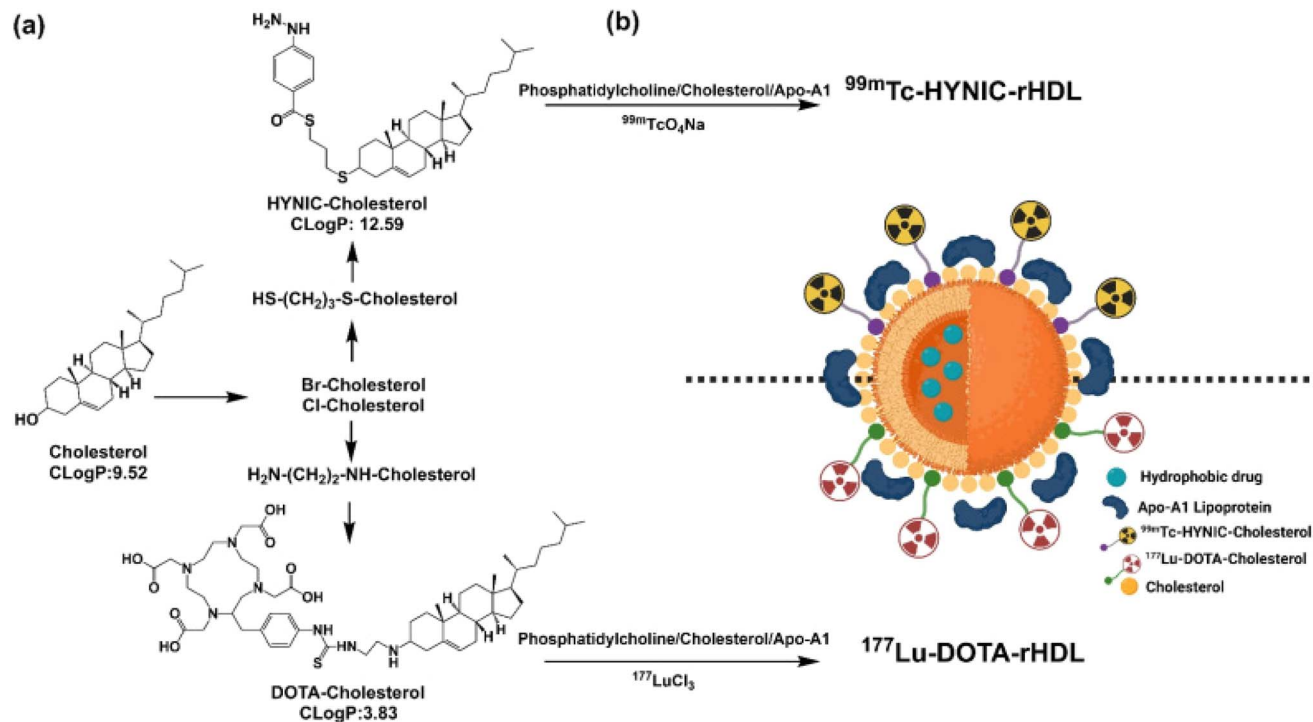 (a)
H₂N
NH
O
S
S
H
H
H
HYNIC-Cholesterol
CLogP: 12.59
HS-(CH₂)₃-S-Cholesterol
HO
H
H
H
Cholesterol
CLogP:9.52
Br-Cholesterol
Cl-Cholesterol
H₂N-(CH₂)₂-NH-Cholesterol
OH
O
HO
O
N
N
N
N
O
OH
O
HO
NH
S
HN
N
H
H
H
H
DOTA-Cholesterol
CLogP:3.83
(b)
Phosphatidylcholine/Cholesterol/Apo-A1
⁹⁹ᵐTcO₄Na
⁹⁹ᵐTc-HYNIC-rHDL
Hydrophobic drug
Apo-A1 Lipoprotein
⁹⁹ᵐTc-HYNIC-Cholesterol
¹⁷⁷Lu-DOTA-Cholesterol
Cholesterol
Phosphatidylcholine/Cholesterol/Apo-A1
¹⁷⁷LuCl₃
¹⁷⁷Lu-DOTA-rHDL